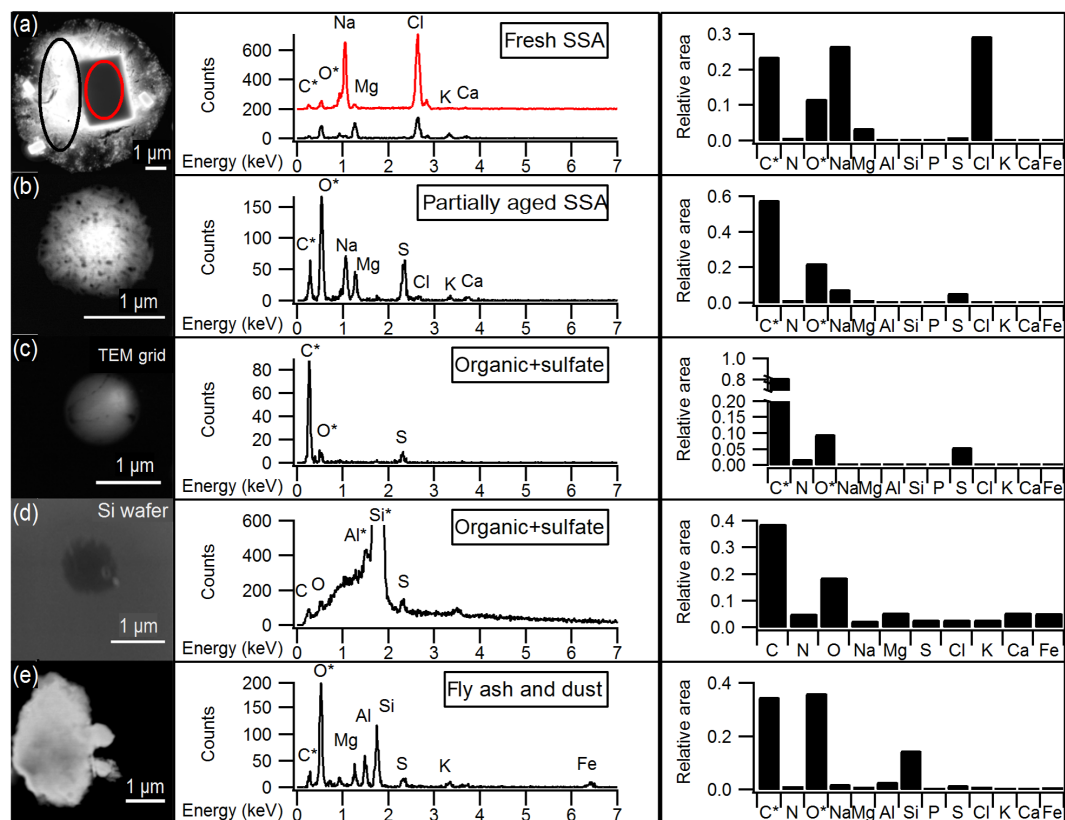 (a)
1 µm
Counts
600
400
200
0
C*
O*
Na
Mg
Cl
K
Ca
Fresh SSA
Energy (keV)
0 1 2 3 4 5 6 7
Relative area
0.3
0.2
0.1
0.0
C* N O* Na Mg Al Si P S Cl K Ca Fe
(b)
1 µm
Counts
150
100
50
0
C*
O*
Na
Mg
S
Cl
K
Ca
Partially aged SSA
Energy (keV)
0 1 2 3 4 5 6 7
Relative area
0.6
0.4
0.2
0.0
C* N O* Na Mg Al Si P S Cl K Ca Fe
(c)
TEM grid
1 µm
Counts
80
60
40
20
0
C*
O*
S
Organic+sulfate
Energy (keV)
0 1 2 3 4 5 6 7
Relative area
1.0
0.8
0.20
0.15
0.10
0.05
0.00
C* N O* Na Mg Al Si P S Cl K Ca Fe
(d)
Si wafer
1 µm
Counts
600
400
200
0
C
O
Al*
Si*
S
Organic+sulfate
Energy (keV)
0 1 2 3 4 5 6 7
Relative area
0.4
0.3
0.2
0.1
0.0
C N O Na Mg S Cl K Ca Fe
(e)
1 µm
Counts
200
150
100
50
0
C*
O*
Mg
Al
Si
S
K
Fe
Fly ash and dust
Energy (keV)
0 1 2 3 4 5 6 7
Relative area
0.4
0.2
0.0
C* N O* Na Mg Al Si P S Cl K Ca Fe